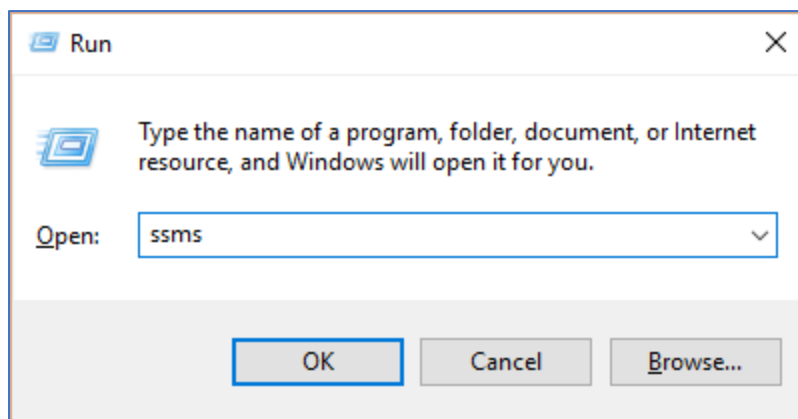 Run
Type the name of a program, folder, document, or Internet
resource, and Windows will open it for you.
Open: ssms
OK Cancel Browse...